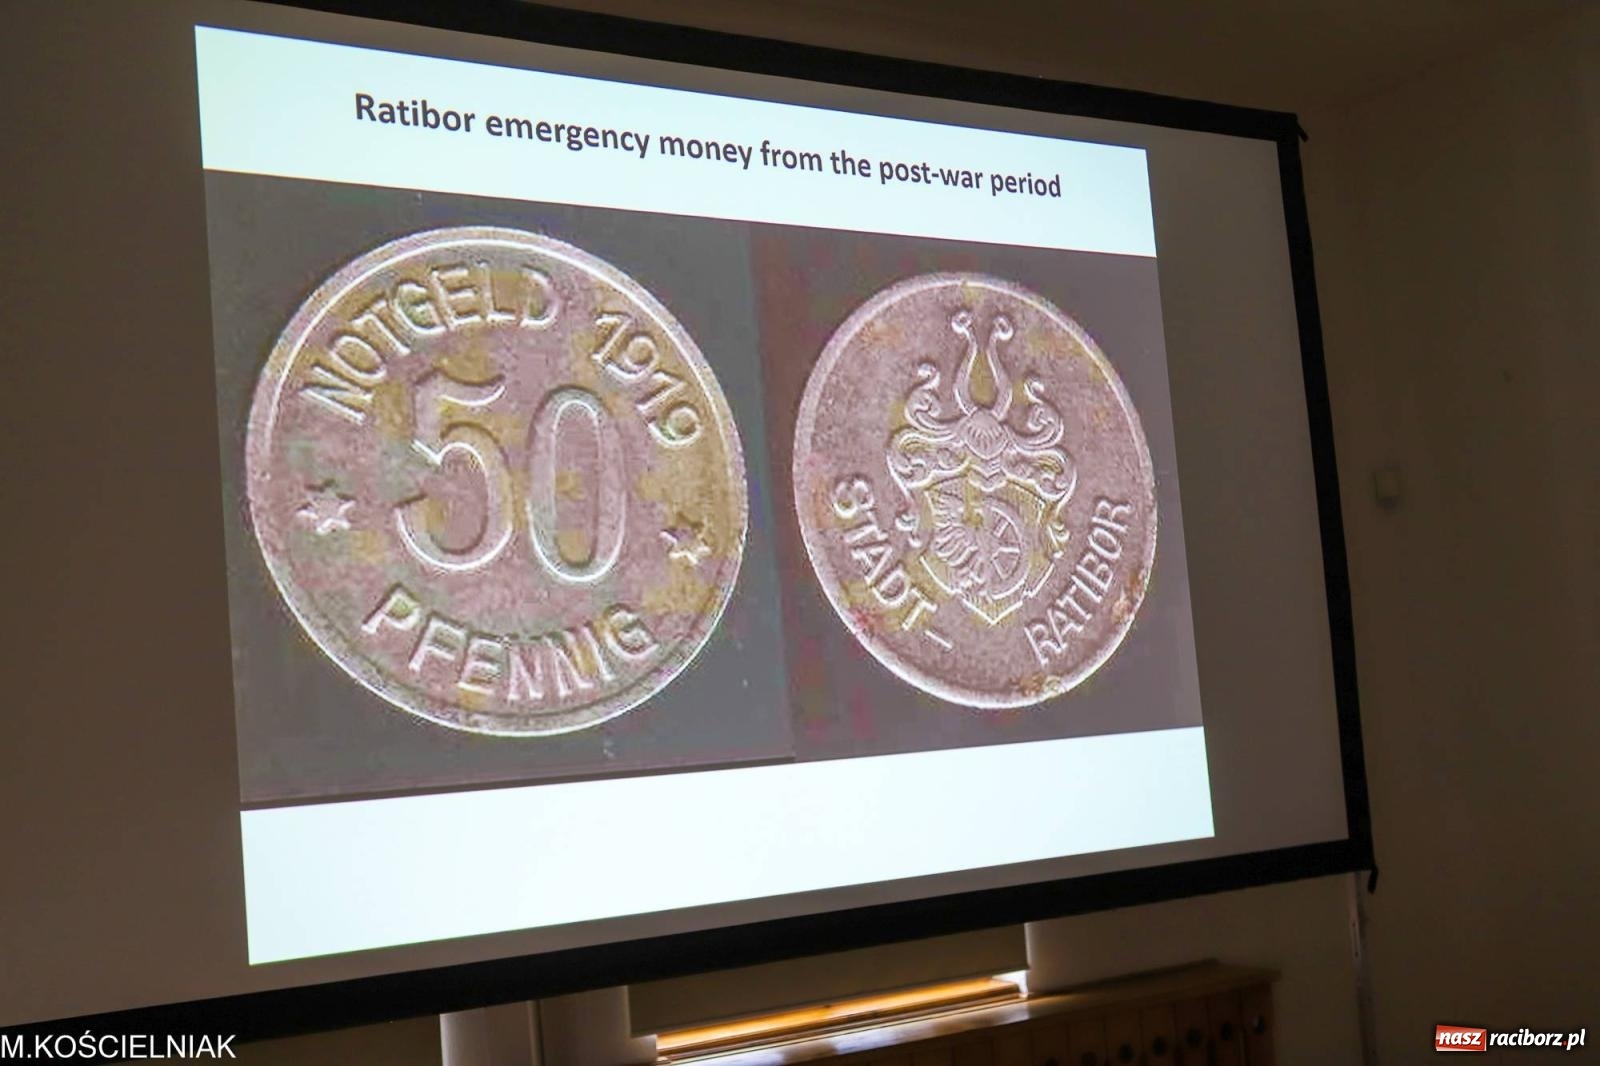 Ratibor emergency money from the post-war period
NOTGELD 1919
50
PFENNIG
STADT-
RATIBOR
M.KOŚCIELNIAK
nasz raciborz.pl